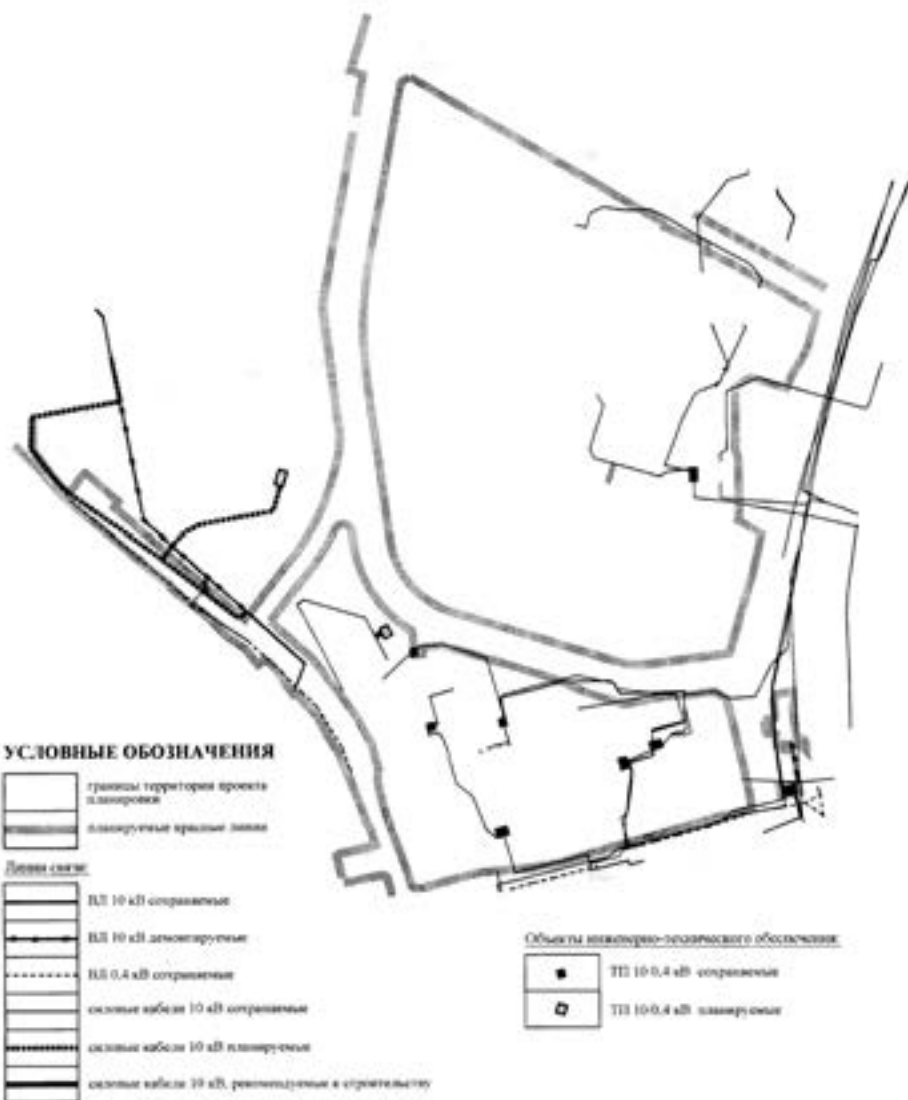 УСЛОВНЫЕ ОБОЗНАЧЕНИЯ
границы территории проекта
планировки
планируемые красные линии
Линии связи:
ВЛ 10 кВ сохраняемые
ВЛ 10 кВ демонтируемые
ВЛ 0,4 кВ сохраняемые
силовые кабели 10 кВ сохраняемые
силовые кабели 10 кВ планируемые
силовые кабели 10 кВ, рекомендуемые к строительству
Объекты инженерно-технического обеспечения:
ТП 10 0,4 кВ сохраняемые
ТП 10 0,4 кВ планируемые